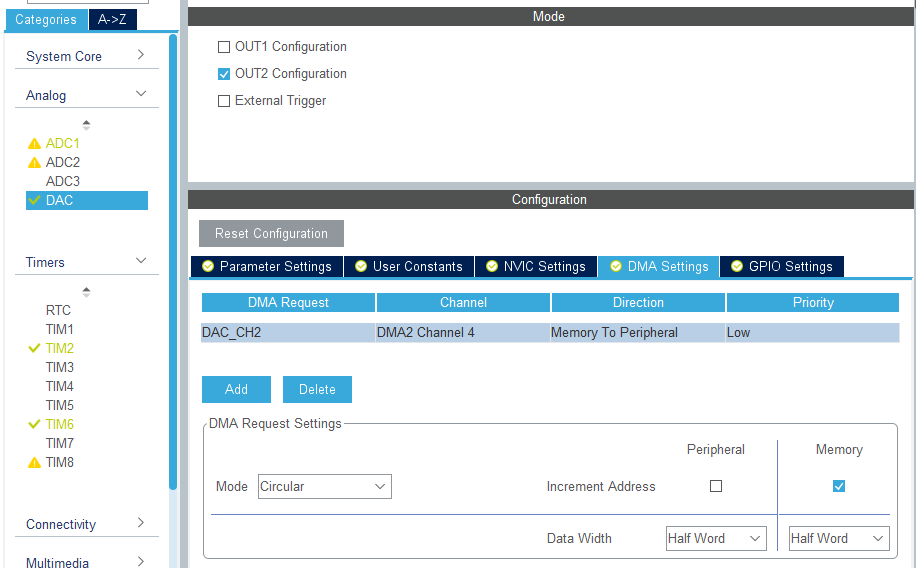 Categories A->Z
System Core
Analog
ADC1
ADC2
ADC3
DAC
Timers
RTC
TIM1
TIM2
TIM3
TIM4
TIM5
TIM6
TIM7
TIM8
Connectivity
Multimedia
Mode
OUT1 Configuration
OUT2 Configuration
External Trigger
Configuration
Reset Configuration
Parameter Settings User Constants NVIC Settings DMA Settings GPIO Settings
DMA Request Channel Direction Priority
DAC_CH2 DMA2 Channel 4 Memory To Peripheral Low
Add Delete
DMA Request Settings
Peripheral Memory
Mode Circular Increment Address
Data Width Half Word Half Word